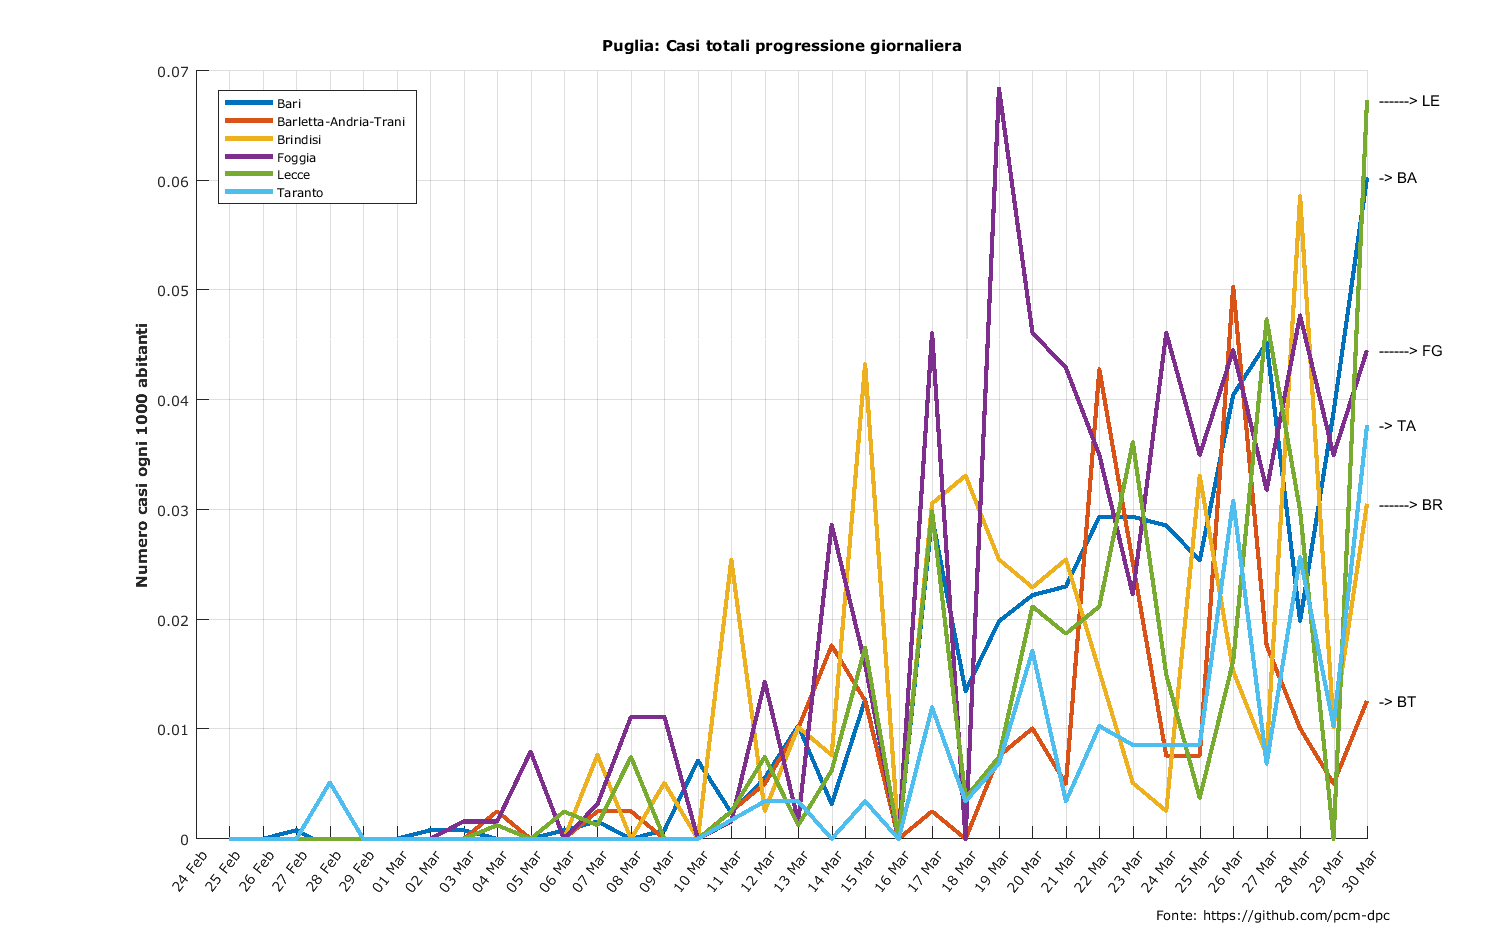 Puglia: Casi totali progressione giornaliera
0.07
0.06
0.05
0.04
0.03
0.02
0.01
0
Numero casi ogni 1000 abitanti
Bari
Barletta-Andria-Trani
Brindisi
Foggia
Lecce
Taranto
------> LE
-> BA
------> FG
-> TA
------> BR
-> BT
24 Feb
25 Feb
26 Feb
27 Feb
28 Feb
29 Feb
01 Mar
02 Mar
03 Mar
04 Mar
05 Mar
06 Mar
07 Mar
08 Mar
09 Mar
10 Mar
11 Mar
12 Mar
13 Mar
14 Mar
15 Mar
16 Mar
17 Mar
18 Mar
19 Mar
20 Mar
21 Mar
22 Mar
23 Mar
24 Mar
25 Mar
26 Mar
27 Mar
28 Mar
29 Mar
30 Mar
Fonte: https://github.com/pcm-dpc